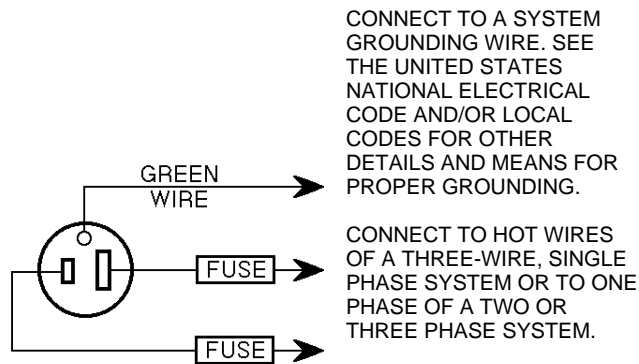 CONNECT TO A SYSTEM
GROUNDING WIRE. SEE
THE UNITED STATES
NATIONAL ELECTRICAL
CODE AND/OR LOCAL
CODES FOR OTHER
DETAILS AND MEANS FOR
PROPER GROUNDING.
GREEN
WIRE
CONNECT TO HOT WIRES
OF A THREE-WIRE, SINGLE
PHASE SYSTEM OR TO ONE
PHASE OF A TWO OR
THREE PHASE SYSTEM.
FUSE
FUSE